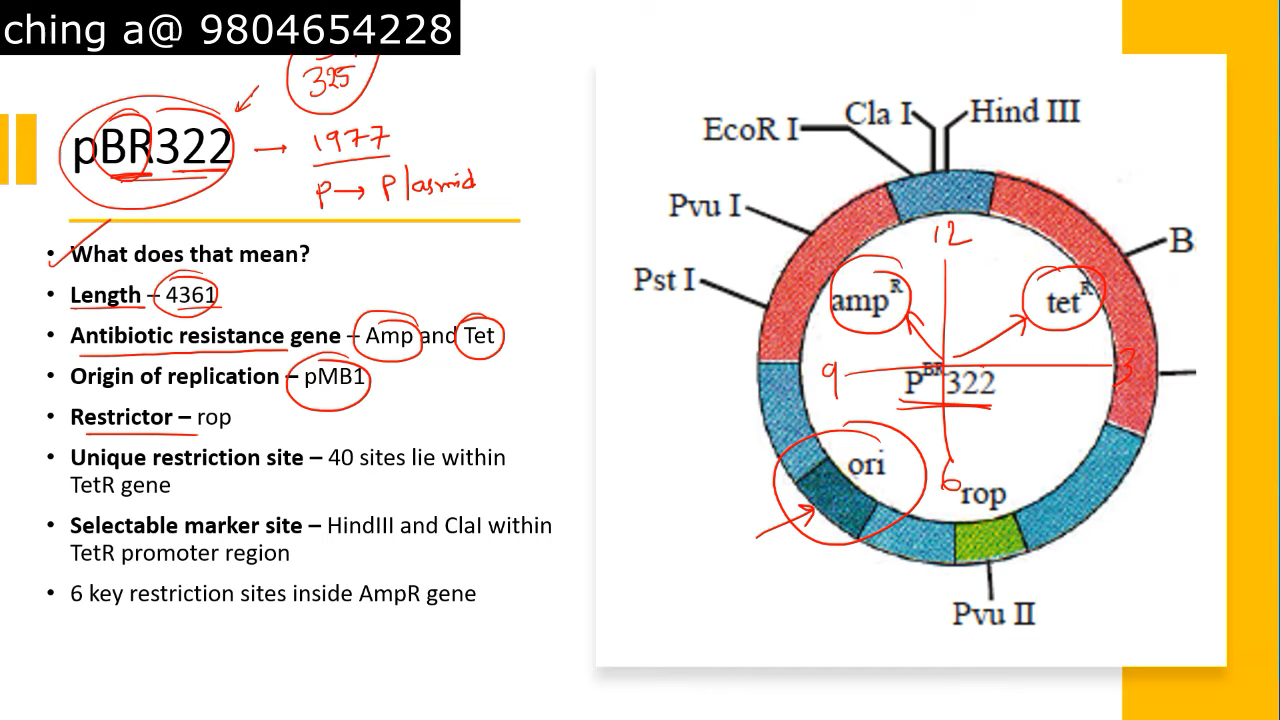 ching a@ 9804654228
325
pBR322
1977
p → Plasmid
• What does that mean?
• Length – 4361
• Antibiotic resistance gene – Amp and Tet
• Origin of replication – pMB1
• Restrictor – rop
• Unique restriction site – 40 sites lie within
TetR gene
• Selectable marker site – HindIII and ClaI within
TetR promoter region
• 6 key restriction sites inside AmpR gene
EcoR I
Cla I
Hind III
Pvu I
Pst I
B
12
amp^R
tet^R
9
3
P^BR322
ori
6
rop
Pvu II